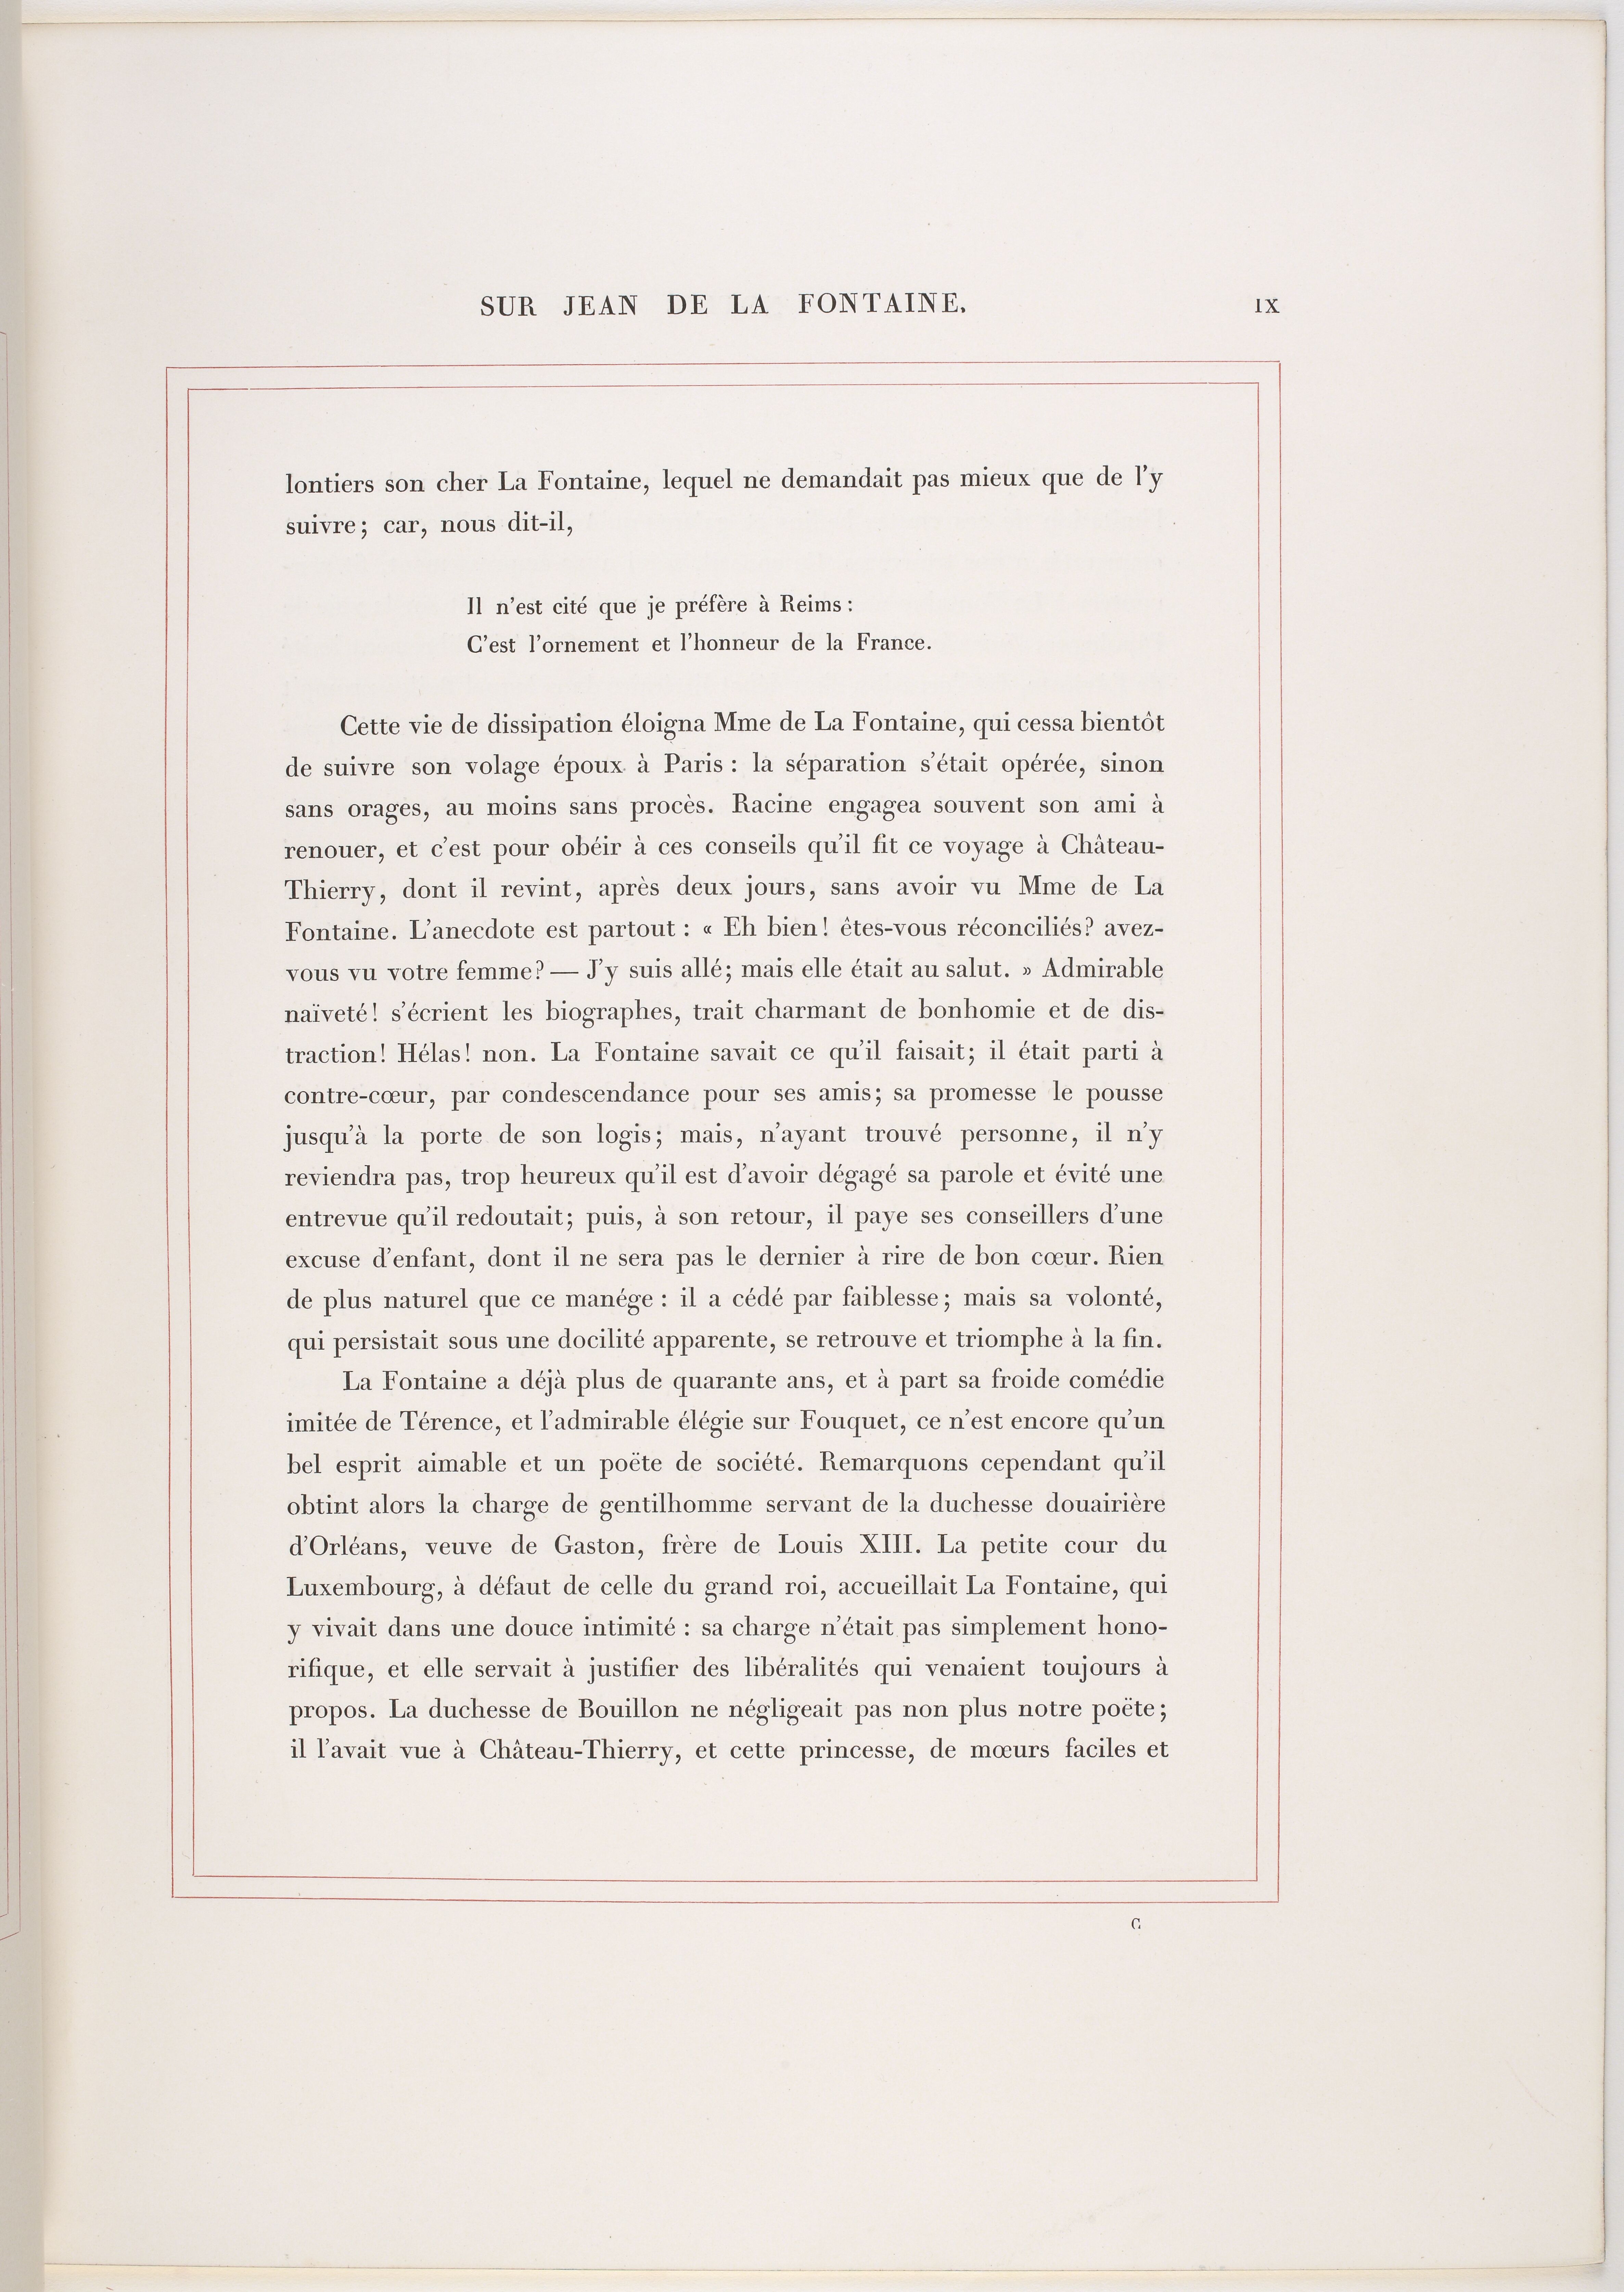 SUR JEAN DE LA FONTAINE. IX
lontiers son cher La Fontaine, lequel ne demandait pas mieux que de l'y
suivre; car, nous dit-il,
Il n'est cité que je préfère à Reims :
C'est l'ornement et l'honneur de la France.
Cette vie de dissipation éloigna Mme de La Fontaine, qui cessa bientôt
de suivre son volage époux à Paris : la séparation s'était opérée, sinon
sans orages, au moins sans procès. Racine engagea souvent son ami à
renouer, et c'est pour obéir à ces conseils qu'il fit ce voyage à Château-
Thierry, dont il revint, après deux jours, sans avoir vu Mme de La
Fontaine. L'anecdote est partout : « Eh bien! êtes-vous réconciliés? avez-
vous vu votre femme? — J'y suis allé; mais elle était au salut. » Admirable
naïveté! s'écrient les biographes, trait charmant de bonhomie et de dis-
traction! Hélas! non. La Fontaine savait ce qu'il faisait; il était parti à
contre-cœur, par condescendance pour ses amis; sa promesse le pousse
jusqu'à la porte de son logis; mais, n'ayant trouvé personne, il n'y
reviendra pas, trop heureux qu'il est d'avoir dégagé sa parole et évité une
entrevue qu'il redoutait; puis, à son retour, il paye ses conseillers d'une
excuse d'enfant, dont il ne sera pas le dernier à rire de bon cœur. Rien
de plus naturel que ce manége : il a cédé par faiblesse; mais sa volonté,
qui persistait sous une docilité apparente, se retrouve et triomphe à la fin.
La Fontaine a déjà plus de quarante ans, et à part sa froide comédie
imitée de Térence, et l'admirable élégie sur Fouquet, ce n'est encore qu'un
bel esprit aimable et un poëte de société. Remarquons cependant qu'il
obtint alors la charge de gentilhomme servant de la duchesse douairière
d'Orléans, veuve de Gaston, frère de Louis XIII. La petite cour du
Luxembourg, à défaut de celle du grand roi, accueillait La Fontaine, qui
y vivait dans une douce intimité : sa charge n'était pas simplement hono-
rifique, et elle servait à justifier des libéralités qui venaient toujours à
propos. La duchesse de Bouillon ne négligeait pas non plus notre poëte;
il l'avait vue à Château-Thierry, et cette princesse, de mœurs faciles et
C